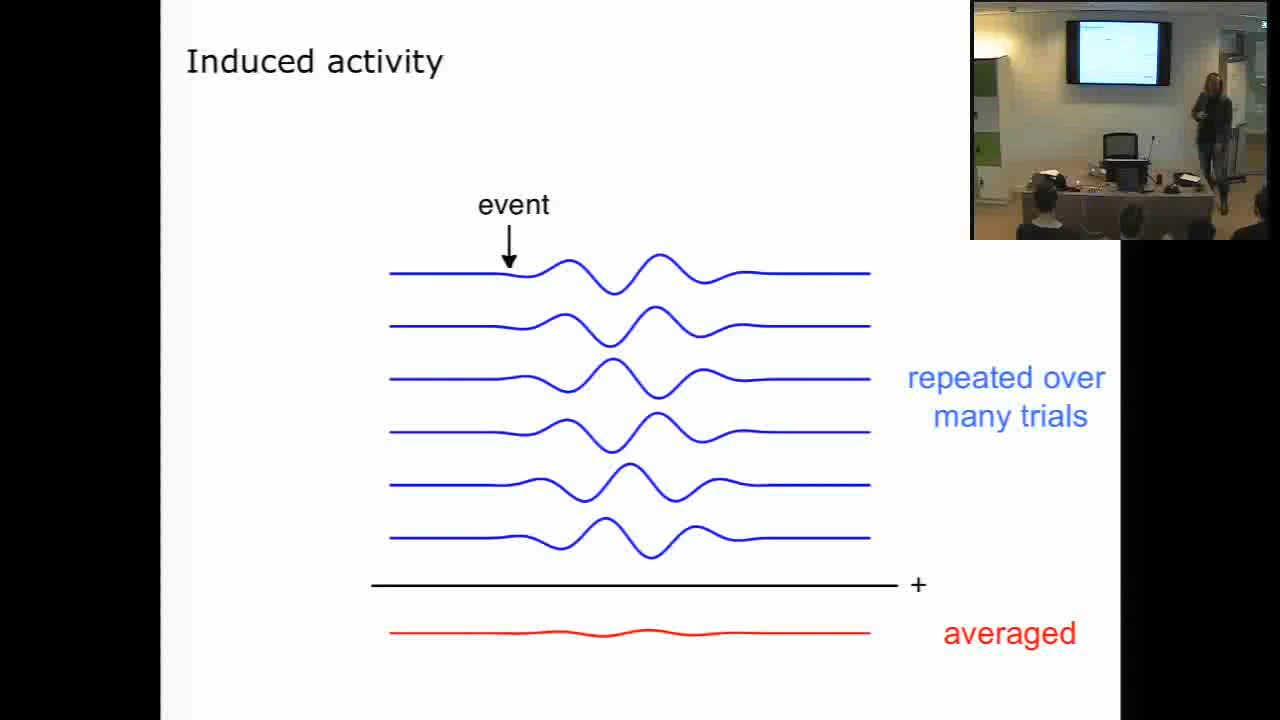 Induced activity
event
repeated over
many trials
+
averaged